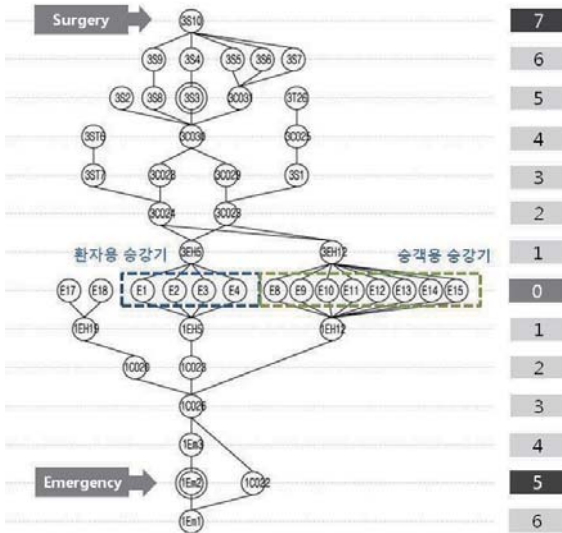 Surgery 3S10 7
3S9 3S4 3S5 3S6 3S7 6
3S2 3S8 3S3 3C031 3T26 5
3ST6 3C030 3C025 4
3ST7 3C028 3C029 3S1 3
3C024 3C023 2
환자용 승강기 3EH5 3EH12 승객용 승강기 1
E17 E18 E1 E2 E3 E4 E8 E9 E10 E11 E12 E13 E14 E15 0
1EH19 1EH5 1EH12 1
1C020 1C023 2
1C026 3
1Em3 4
Emergency 1Em2 1C022 5
1Em1 6